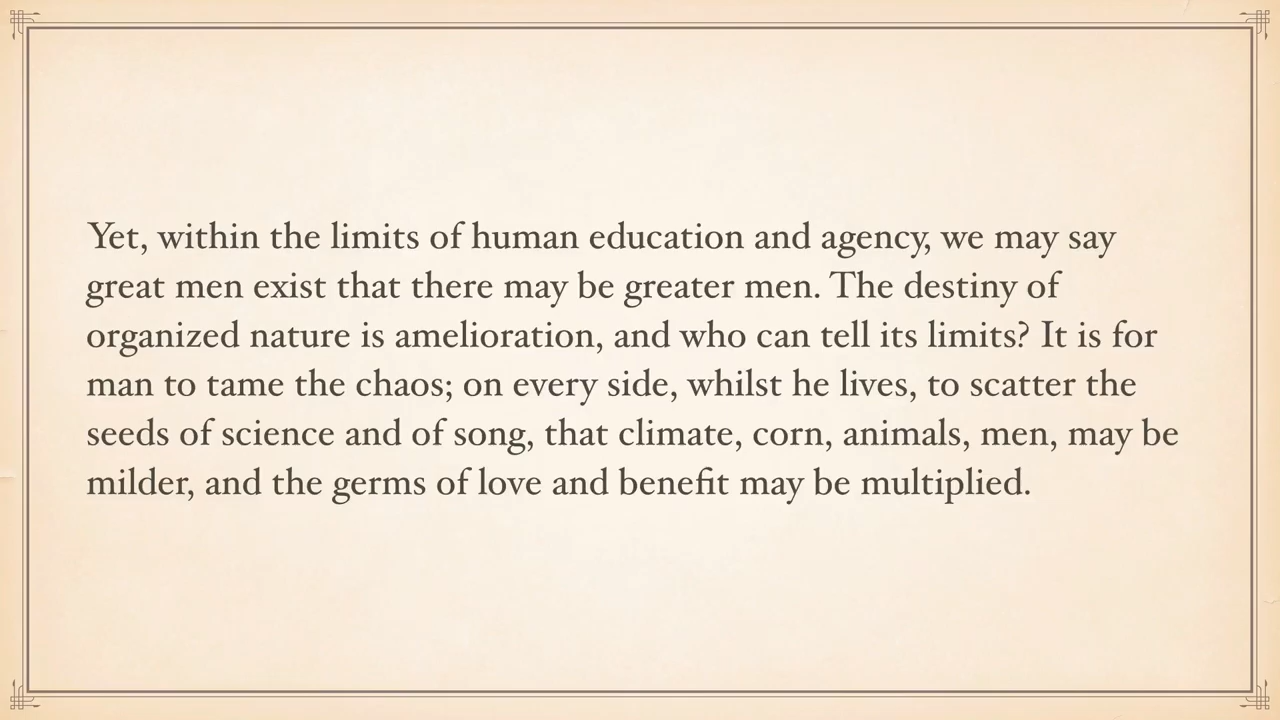 Yet, within the limits of human education and agency, we may say
great men exist that there may be greater men. The destiny of
organized nature is amelioration, and who can tell its limits? It is for
man to tame the chaos; on every side, whilst he lives, to scatter the
seeds of science and of song, that climate, corn, animals, men, may be
milder, and the germs of love and benefit may be multiplied.